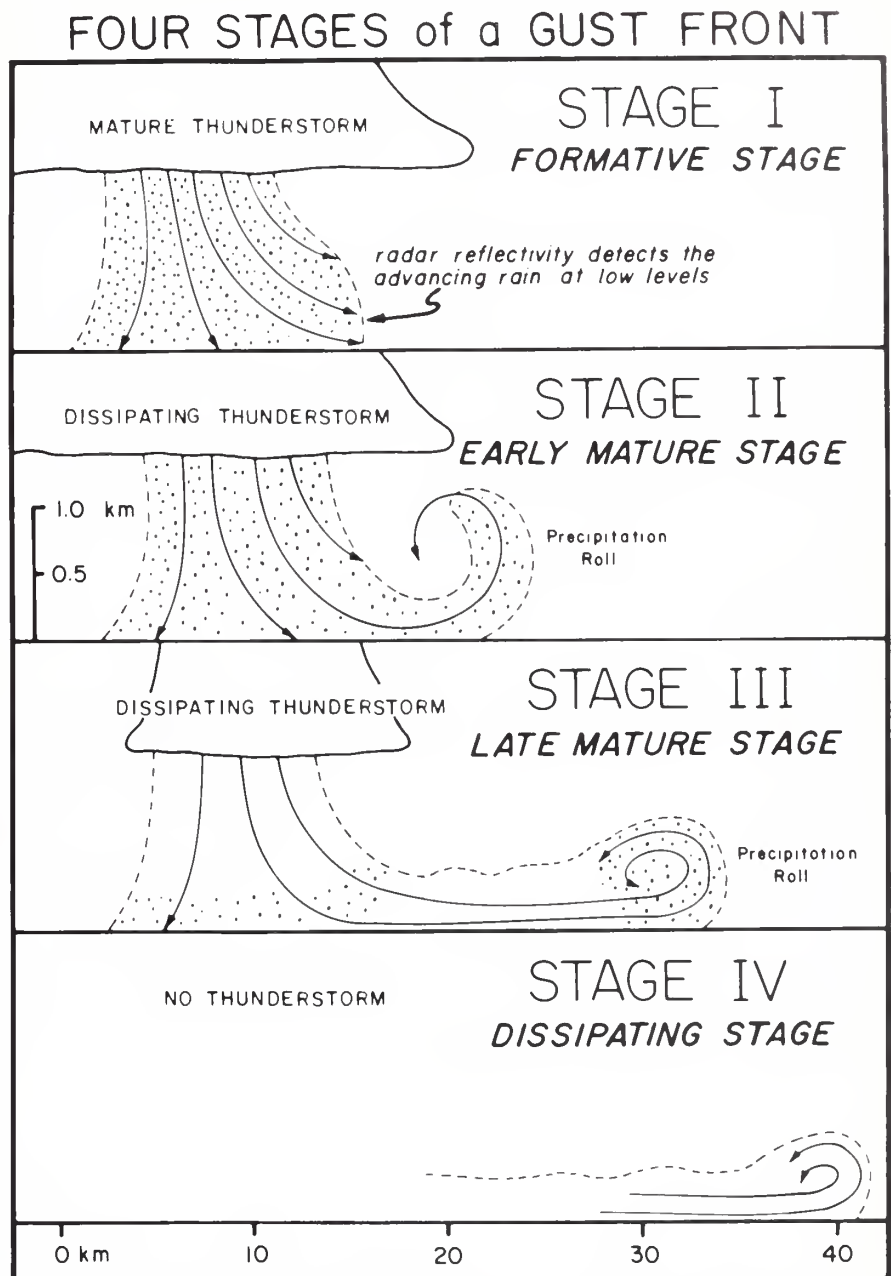 FOUR STAGES of a GUST FRONT
MATURE THUNDERSTORM
STAGE I
FORMATIVE STAGE
radar reflectivity detects the
advancing rain at low levels
DISSIPATING THUNDERSTORM
STAGE II
EARLY MATURE STAGE
1.0 km
0.5
Precipitation
Roll
DISSIPATING THUNDERSTORM
STAGE III
LATE MATURE STAGE
Precipitation
Roll
NO THUNDERSTORM
STAGE IV
DISSIPATING STAGE
0 km 10 20 30 40